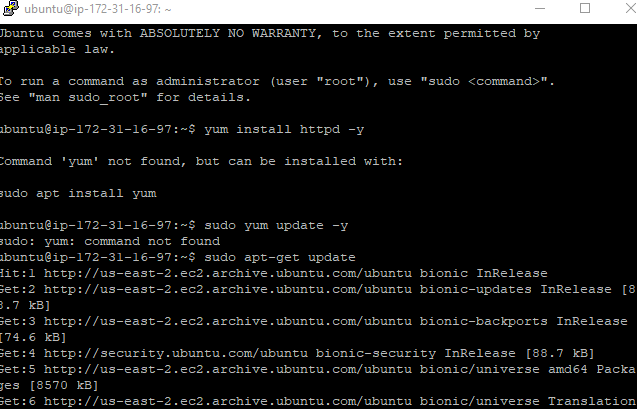 ubuntu@ip-172-31-16-97: ~
Ubuntu comes with ABSOLUTELY NO WARRANTY, to the extent permitted by
applicable law.
To run a command as administrator (user "root"), use "sudo <command>".
See "man sudo_root" for details.
ubuntu@ip-172-31-16-97:~$ yum install httpd -y
Command 'yum' not found, but can be installed with:
sudo apt install yum
ubuntu@ip-172-31-16-97:~$ sudo yum update -y
sudo: yum: command not found
ubuntu@ip-172-31-16-97:~$ sudo apt-get update
Hit:1 http://us-east-2.ec2.archive.ubuntu.com/ubuntu bionic InRelease
Get:2 http://us-east-2.ec2.archive.ubuntu.com/ubuntu bionic-updates InRelease [8
8.7 kB]
Get:3 http://us-east-2.ec2.archive.ubuntu.com/ubuntu bionic-backports InRelease
[74.6 kB]
Get:4 http://security.ubuntu.com/ubuntu bionic-security InRelease [88.7 kB]
Get:5 http://us-east-2.ec2.archive.ubuntu.com/ubuntu bionic/universe amd64 Packa
ges [8570 kB]
Get:6 http://us-east-2.ec2.archive.ubuntu.com/ubuntu bionic/universe Translation